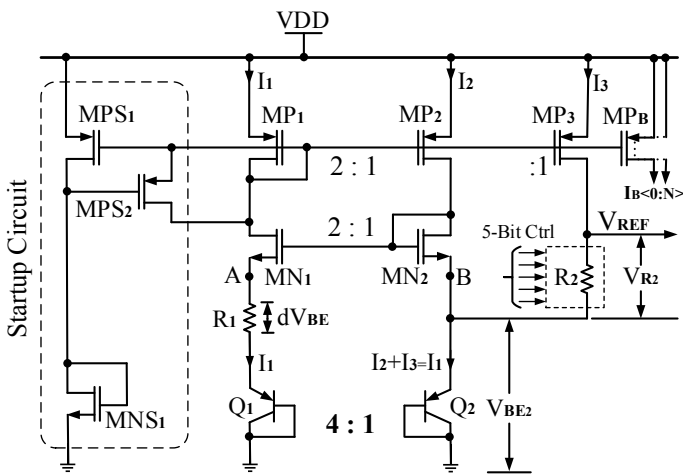 VDD
I1
I2
I3
MPS1
MP1
MP2
MP3
MPB
2 : 1
:1
IB<0:N>
MPS2
2 : 1
5-Bit Ctrl
VREF
Startup Circuit
A
MN1
MN2
B
R2
VR2
R1
dVBE
I1
I2+I3=I1
MNS1
Q1
4 : 1
Q2
VBE2